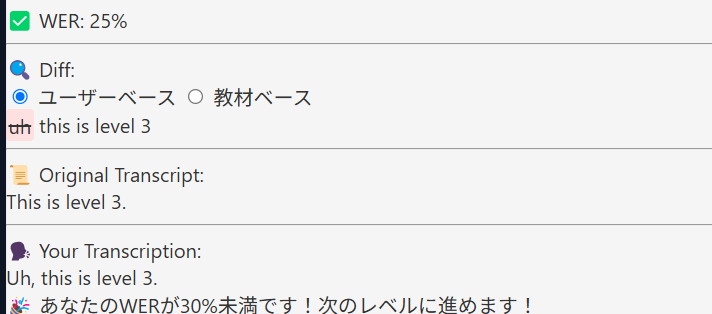 ✅ WER: 25%
🔍 Diff:
ユーザーベース 教材ベース
uh this is level 3
📜 Original Transcript:
This is level 3.
🗣️ Your Transcription:
Uh, this is level 3.
🎉 あなたのWERが30%未満です！次のレベルに進めます！